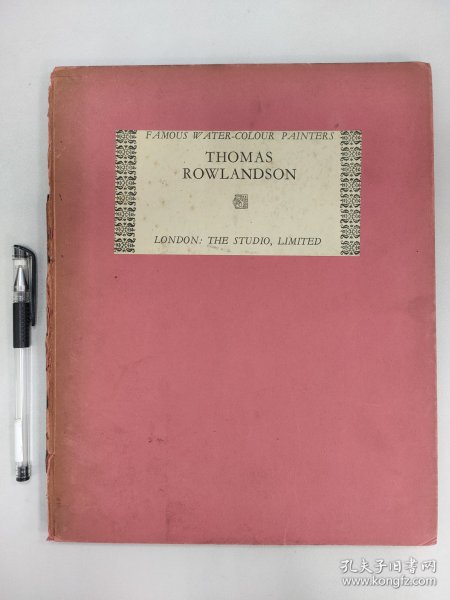 FAMOUS WATER-COLOUR PAINTERS
THOMAS
ROWLANDSON
LONDON: THE STUDIO, LIMITED
孔夫子旧书网
www.kongfz.com